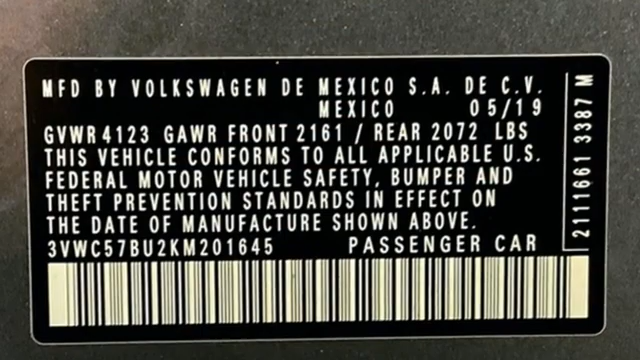 MFD BY VOLKSWAGEN DE MEXICO S.A. DE C.V.
MEXICO 05/19
GVWR 4123 GAWR FRONT 2161 / REAR 2072 LBS
THIS VEHICLE CONFORMS TO ALL APPLICABLE U.S.
FEDERAL MOTOR VEHICLE SAFETY, BUMPER AND
THEFT PREVENTION STANDARDS IN EFFECT ON
THE DATE OF MANUFACTURE SHOWN ABOVE.
3VWC57BU2KM201645 PASSENGER CAR
2111661 3387 M